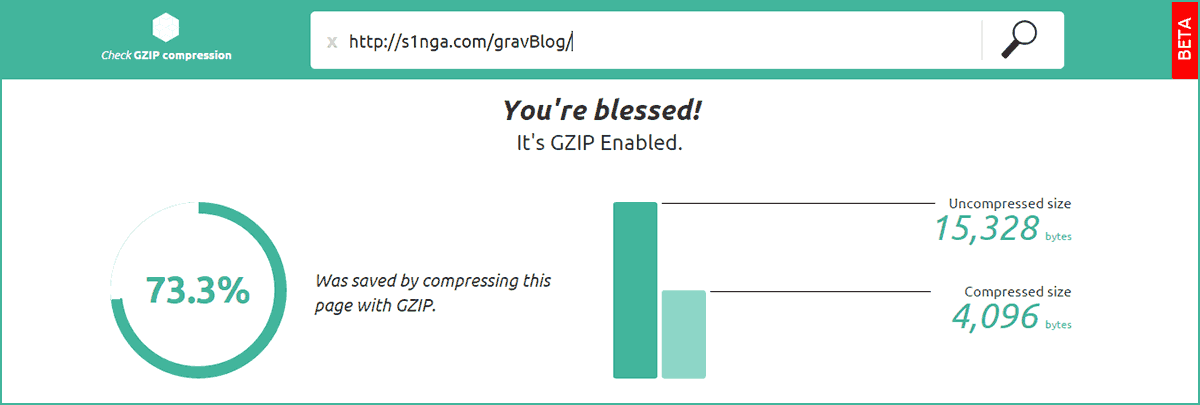 x http://s1nga.com/gravBlog/
BETA
Check GZIP compression
You're blessed!
It's GZIP Enabled.
73.3%
Was saved by compressing this
page with GZIP.
Uncompressed size
15,328 bytes
Compressed size
4,096 bytes